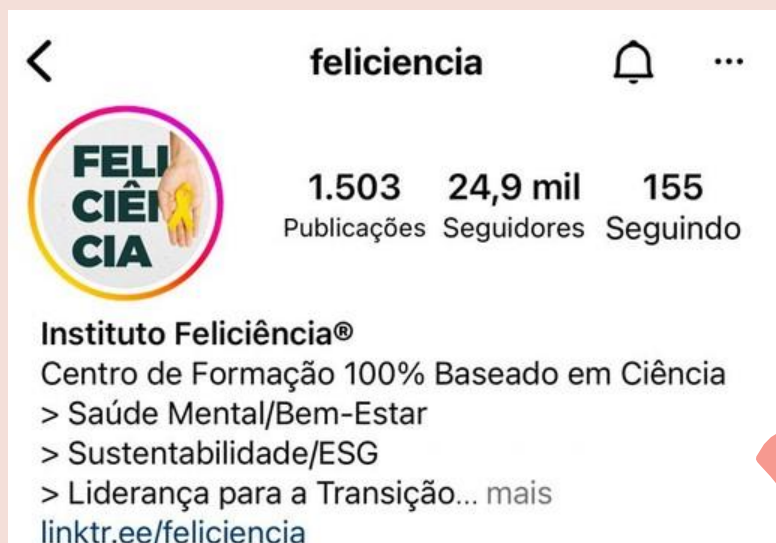 feliciencia
FELI
CIÊN
CIA
1.503 24,9 mil 155
Publicações Seguidores Seguindo
Instituto Feliciência®
Centro de Formação 100% Baseado em Ciência
> Saúde Mental/Bem-Estar
> Sustentabilidade/ESG
> Liderança para a Transição... mais
linktr.ee/feliciencia